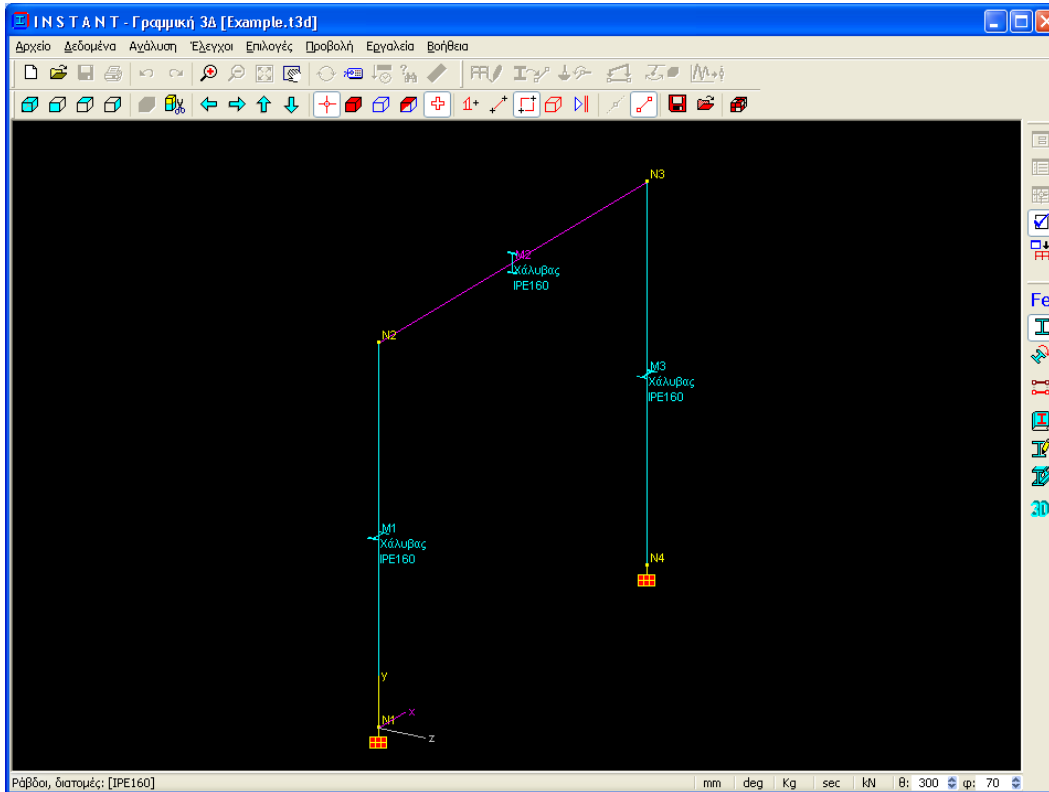 I N S T A N T - Γραμμική 3Δ [Example.t3d]
Αρχείο Δεδομένα Ανάλυση Έλεγχοι Επιλογές Προβολή Εργαλεία Βοήθεια
N3
M2
Χάλυβας
IPE160
N2
M3
Χάλυβας
IPE160
N4
M1
Χάλυβας
IPE160
y
N1
x
z
Fe
3D
Ράβδοι, διατομές: [IPE160]
mm deg Kg sec kN θ: 300 φ: 70